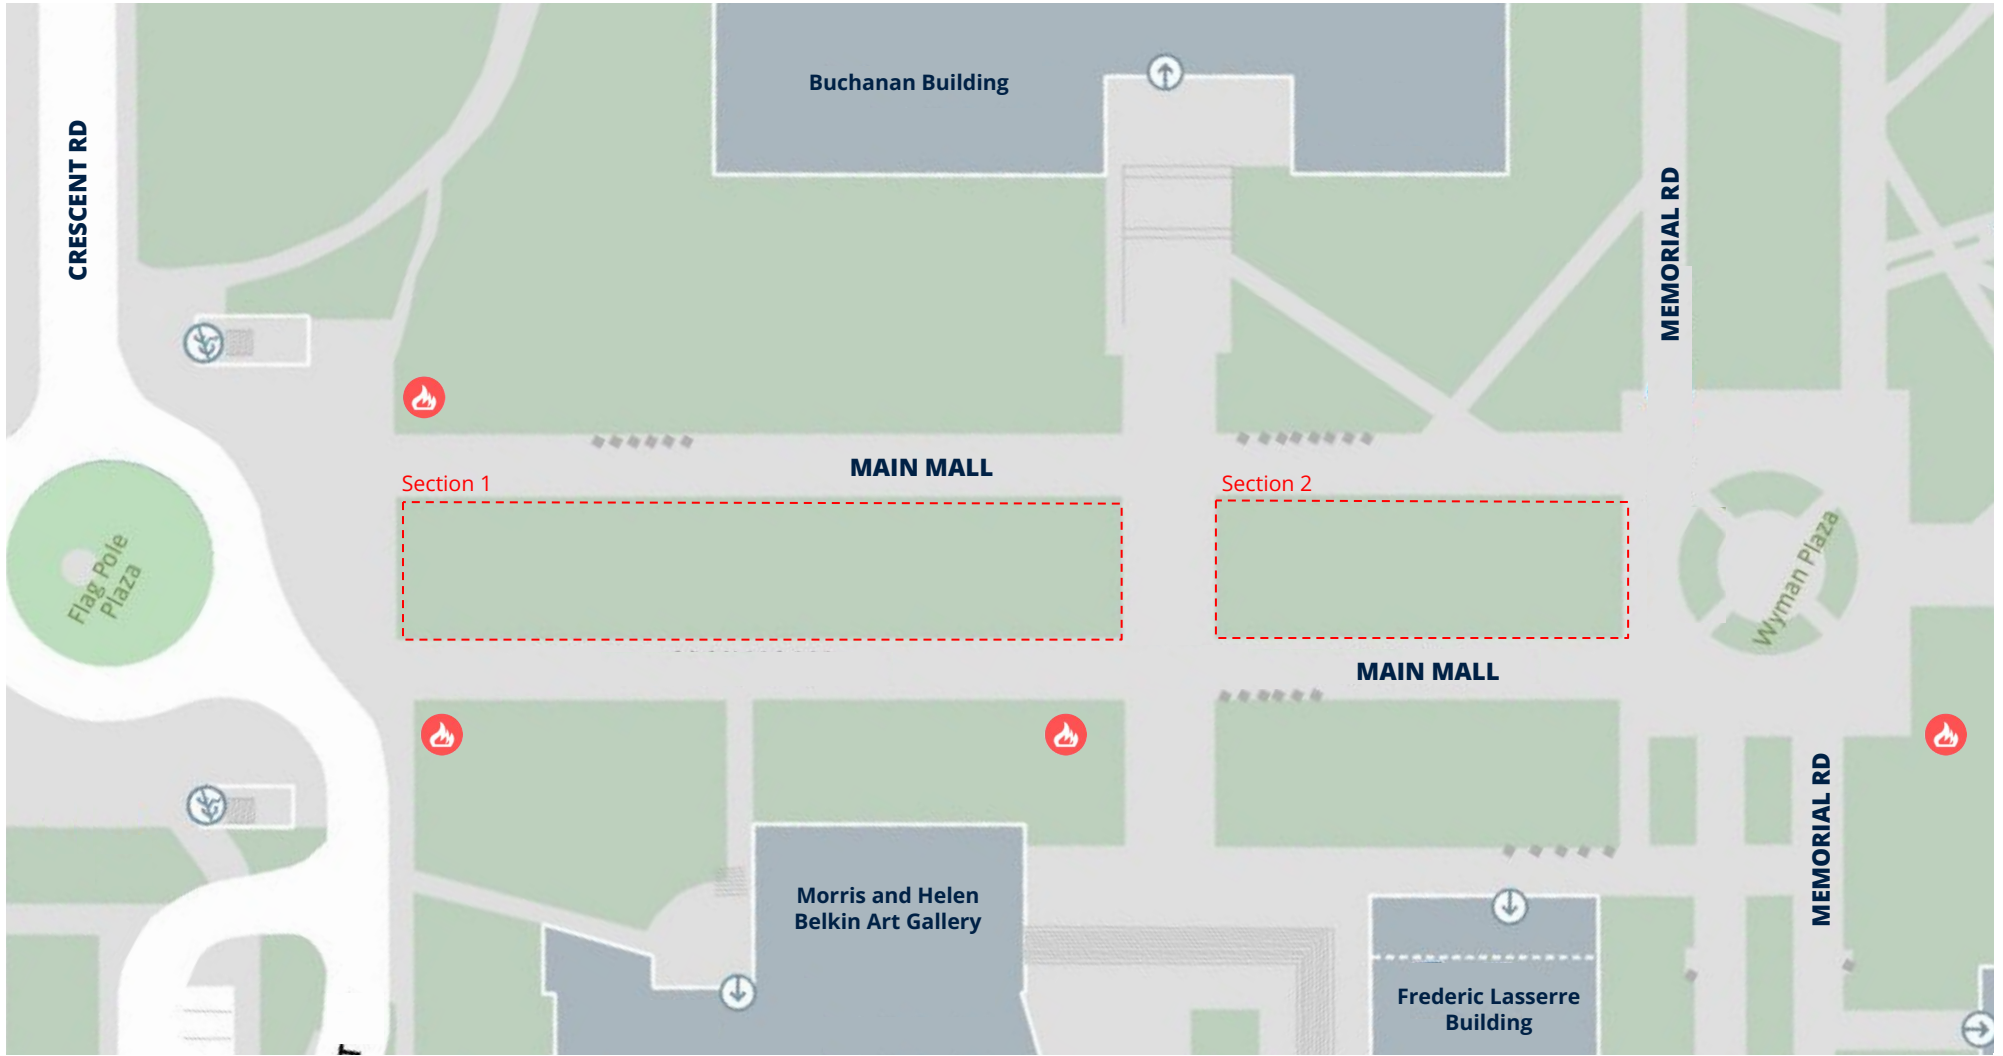 Buchanan Building
CRESCENT RD
MEMORIAL RD
MAIN MALL
Section 1
Section 2
Flag Pole
Plaza
Wyman Plaza
MAIN MALL
MEMORIAL RD
Morris and Helen
Belkin Art Gallery
Frederic Lasserre
Building